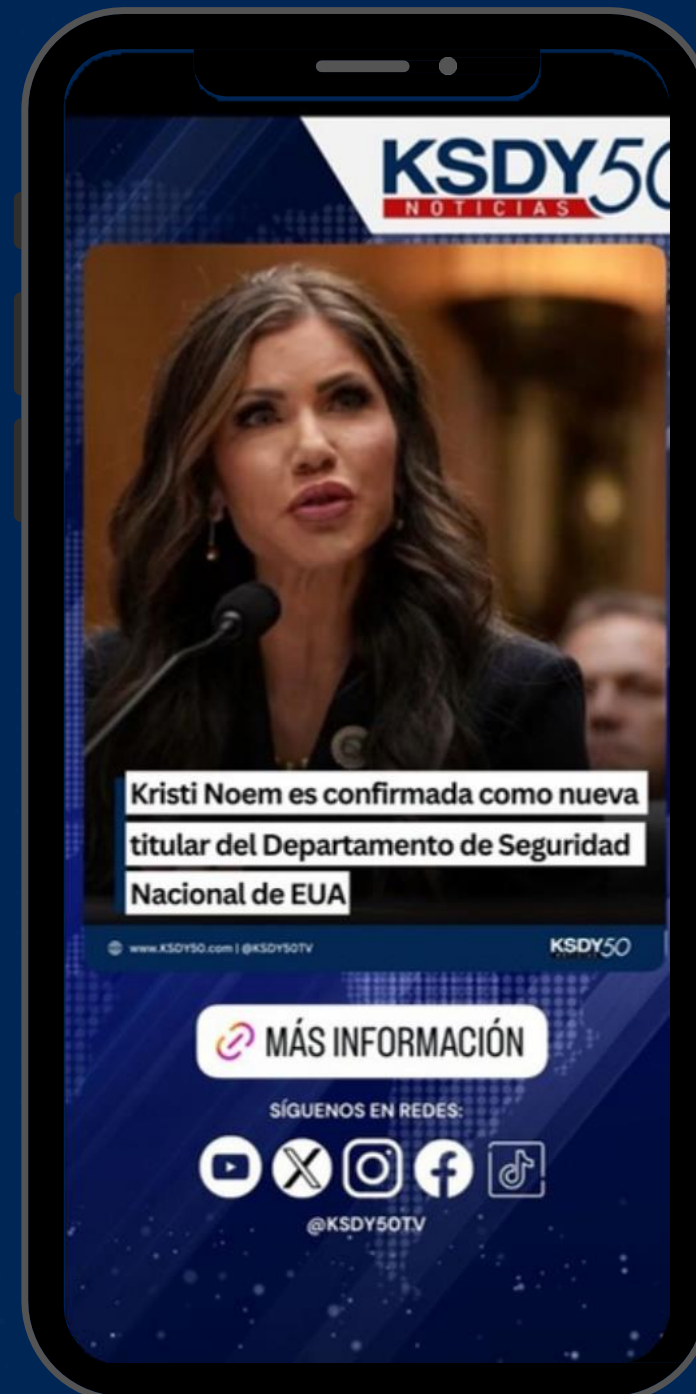 KSDY50
NOTICIAS
Kristi Noem es confirmada como nueva
titular del Departamento de Seguridad
Nacional de EUA
www.KSDY50.com | @KSDY50TV
KSDY50
MÁS INFORMACIÓN
SÍGUENOS EN REDES:
@KSDY50TV